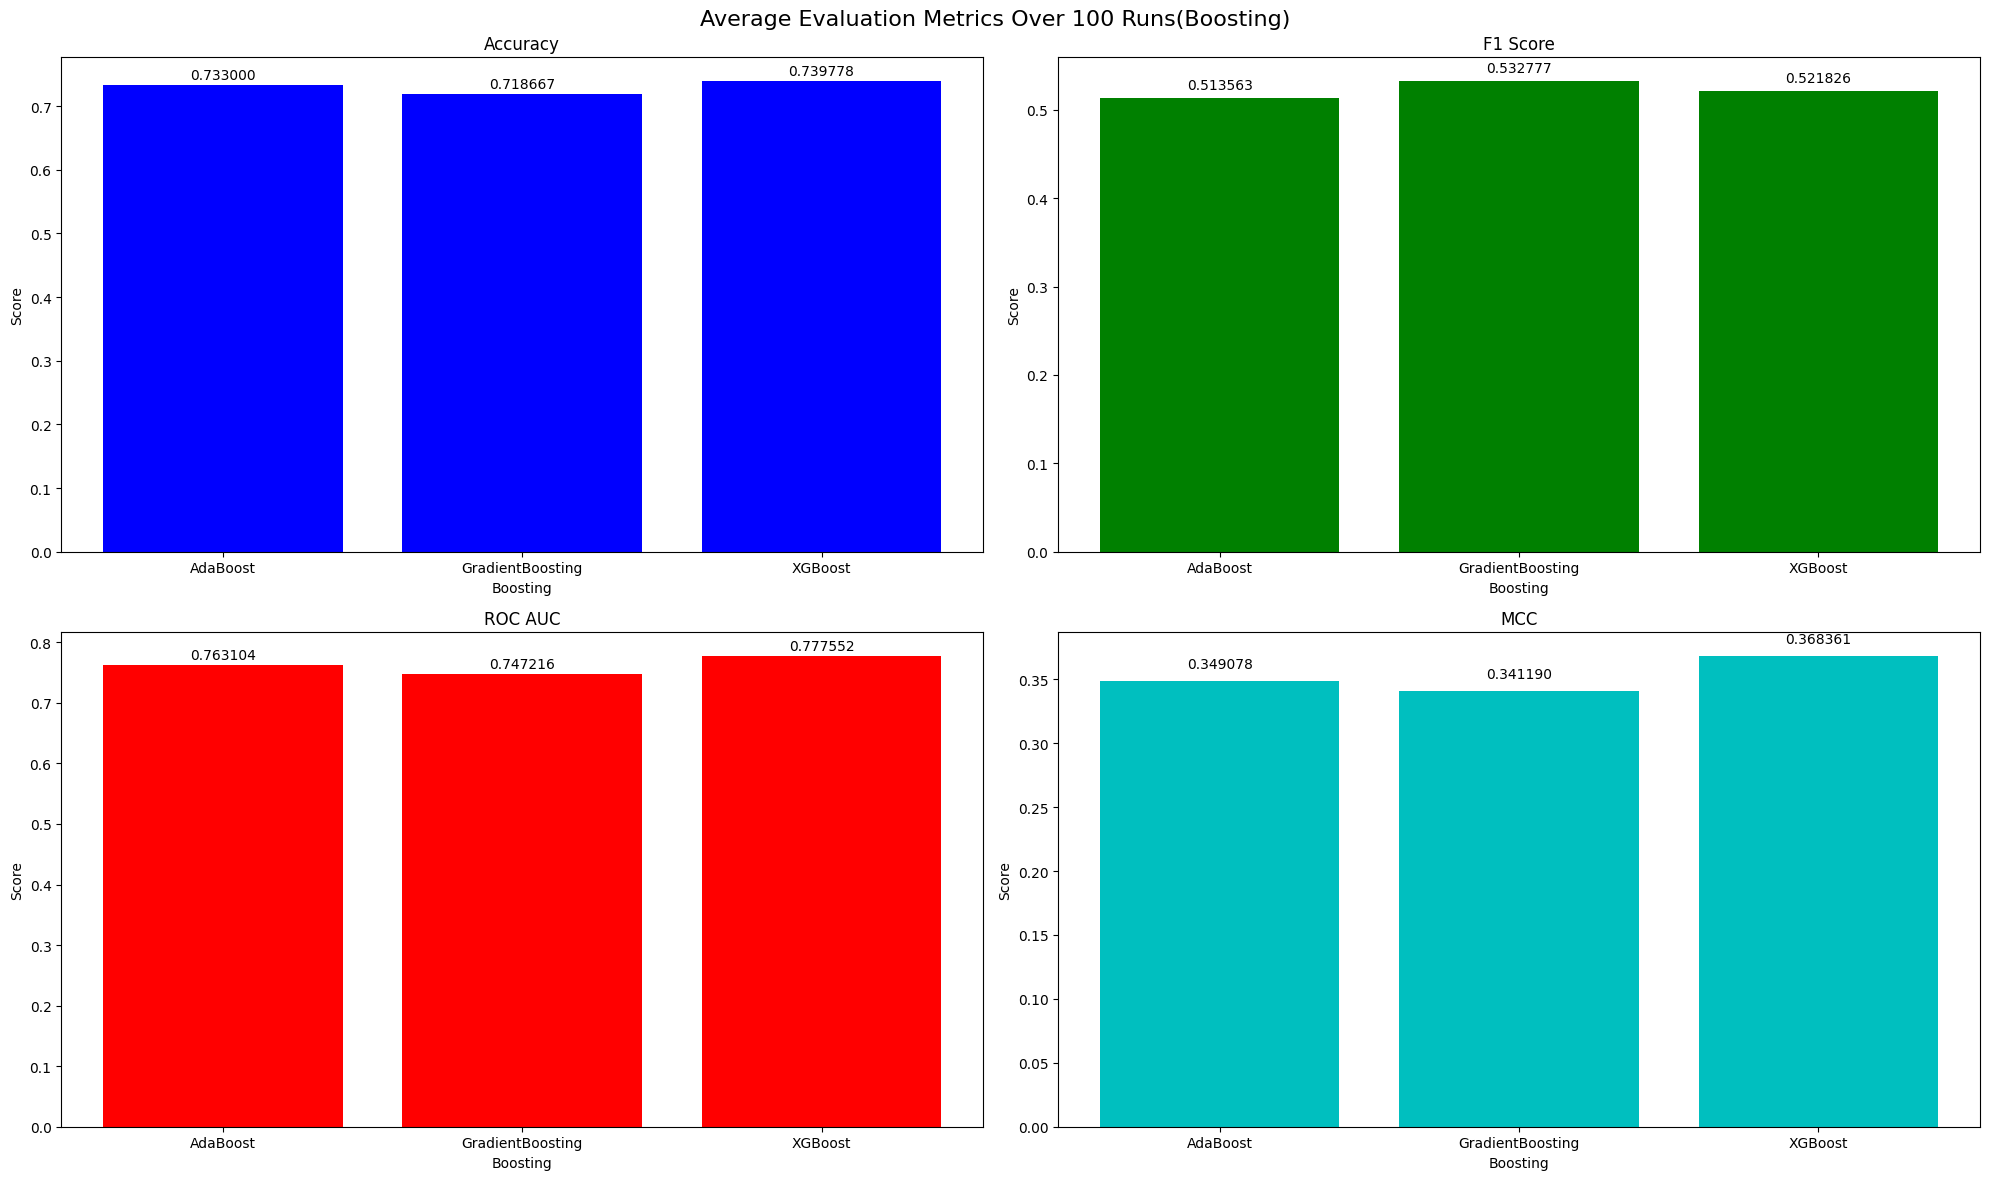 Average Evaluation Metrics Over 100 Runs(Boosting)
Accuracy
0.733000
0.718667
0.739778
0.7
0.6
0.5
0.4
0.3
0.2
0.1
0.0
Score
AdaBoost GradientBoosting XGBoost
Boosting
F1 Score
0.513563
0.532777
0.521826
0.5
0.4
0.3
0.2
0.1
0.0
Score
AdaBoost GradientBoosting XGBoost
Boosting
ROC AUC
0.763104
0.747216
0.777552
0.8
0.7
0.6
0.5
0.4
0.3
0.2
0.1
0.0
Score
AdaBoost GradientBoosting XGBoost
Boosting
MCC
0.349078
0.341190
0.368361
0.35
0.30
0.25
0.20
0.15
0.10
0.05
0.00
Score
AdaBoost GradientBoosting XGBoost
Boosting